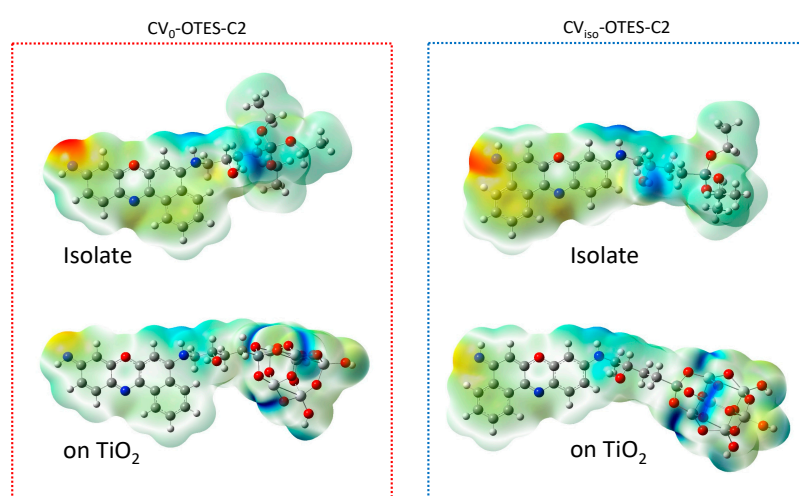 CV₀-OTES-C2
CVᵢₛₒ-OTES-C2
Isolate
Isolate
on TiO₂
on TiO₂